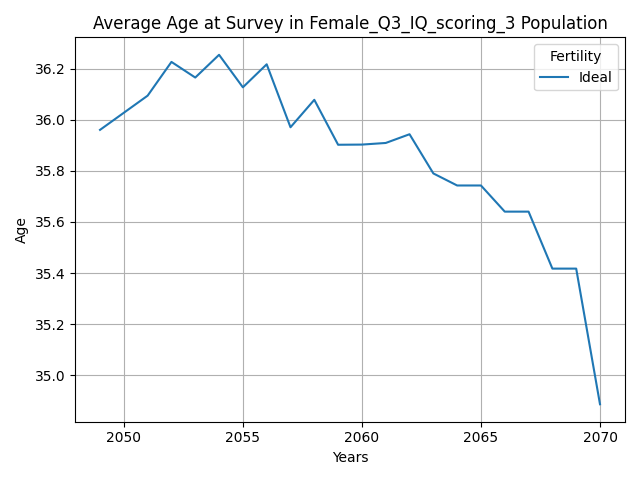 Average Age at Survey in Female_Q3_IQ_scoring_3 Population
Fertility
Ideal
36.2
36.0
35.8
35.6
35.4
35.2
35.0
Age
2050 2055 2060 2065 2070
Years